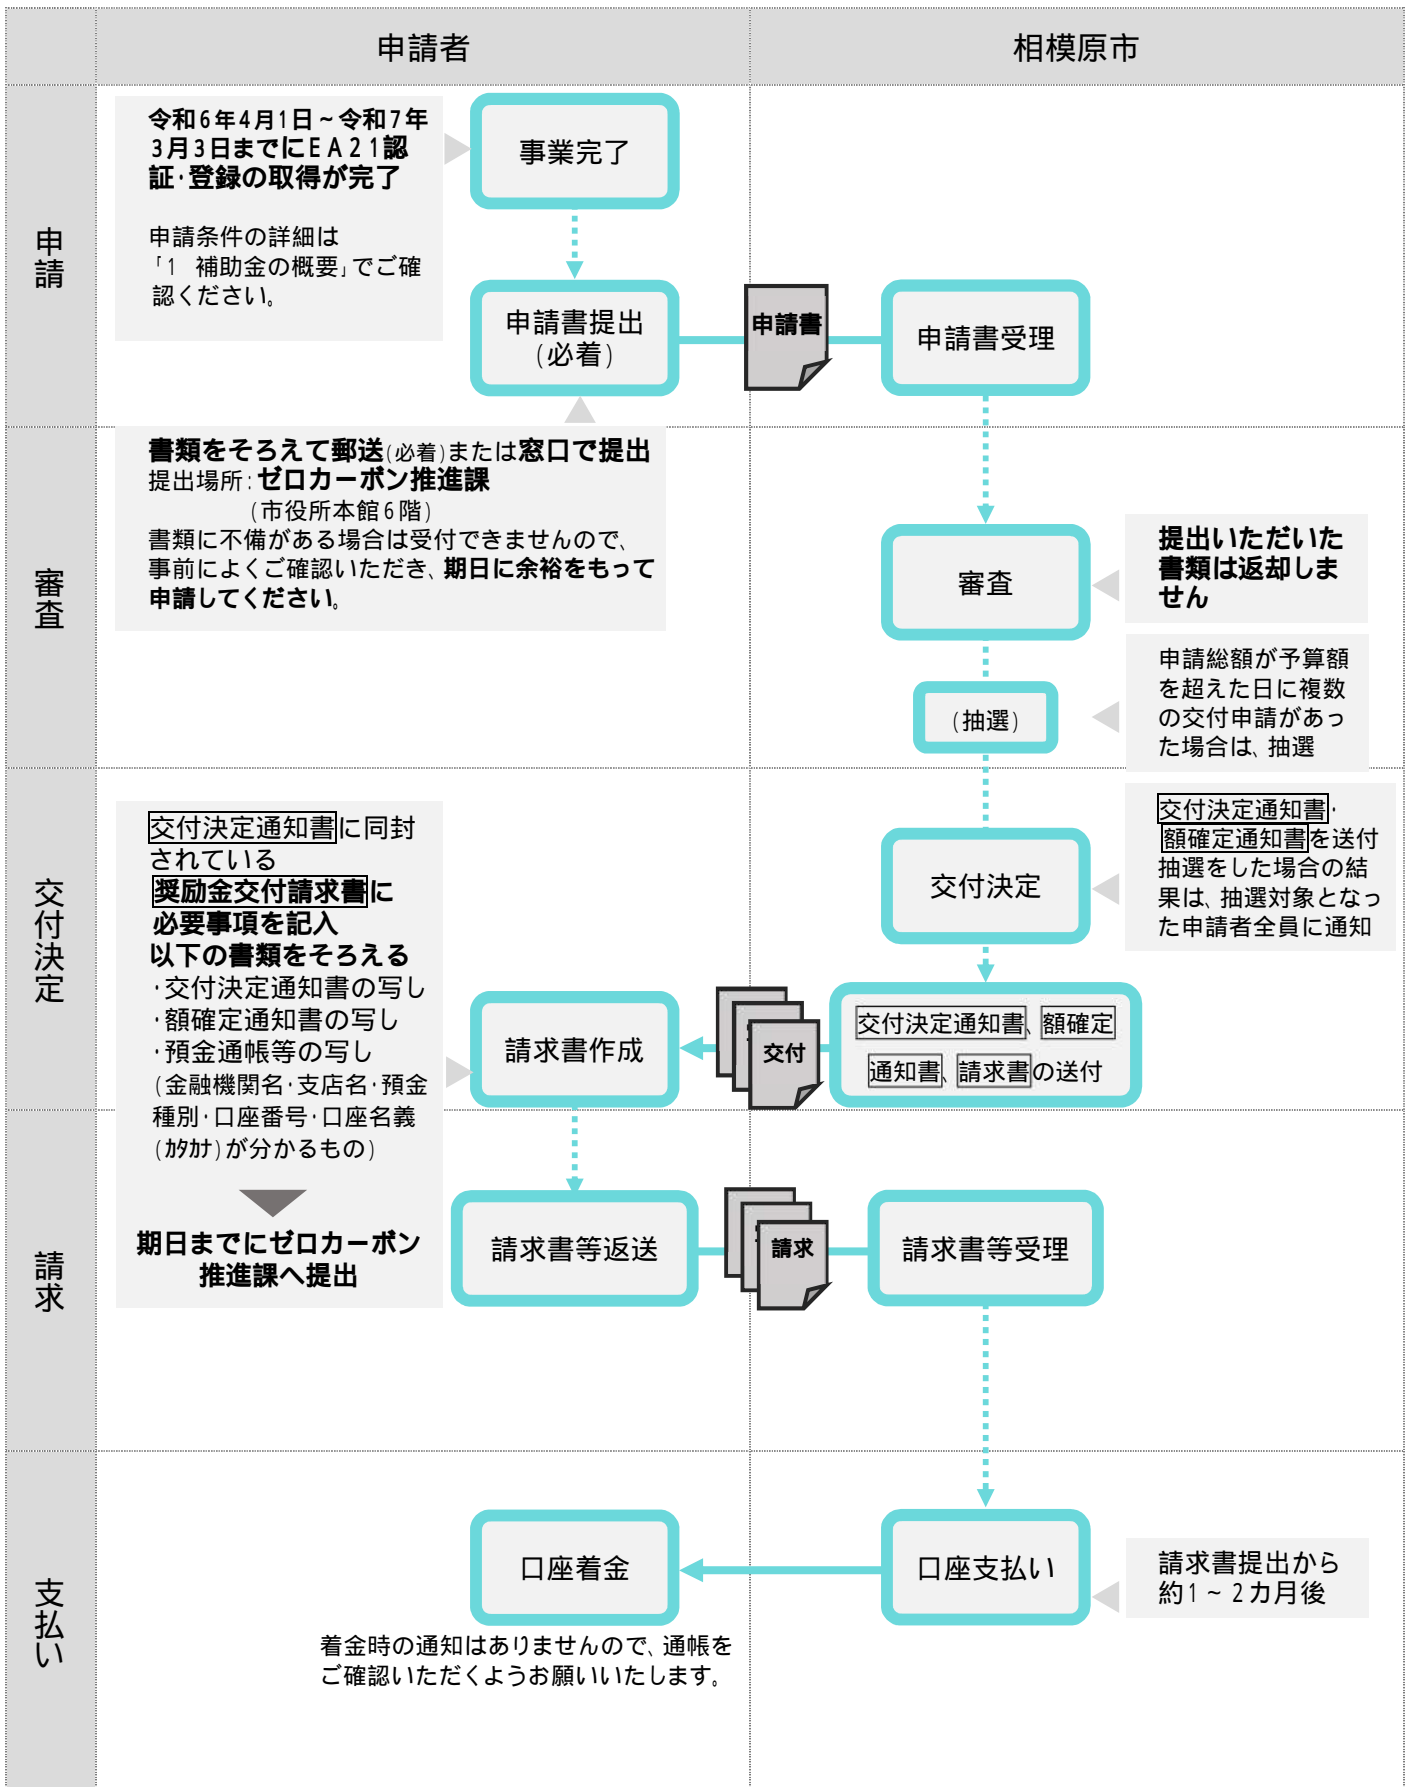 申請者
相模原市
申請
令和6年4月1日～令和7年
3月3日までにEA21認
証・登録の取得が完了
申請条件の詳細は
「1 補助金の概要」でご確
認ください。
事業完了
申請書提出
(必着)
申請書
申請書受理
審査
書類をそろえて郵送(必着)または窓口で提出
提出場所:ゼロカーボン推進課
(市役所本館6階)
書類に不備がある場合は受付できませんので、
事前によくご確認いただき、期日に余裕をもって
申請してください。
審査
提出いただいた
書類は返却しま
せん
(抽選)
申請総額が予算額
を超えた日に複数
の交付申請があっ
た場合は、抽選
交付決定
交付決定通知書に同封
されている
奨励金交付請求書に
必要事項を記入
以下の書類をそろえる
・交付決定通知書の写し
・額確定通知書の写し
・預金通帳等の写し
(金融機関名・支店名・預金
種別・口座番号・口座名義
(ｶﾀｶﾅ)が分かるもの)
期日までにゼロカーボン
推進課へ提出
交付決定
交付決定通知書・
額確定通知書を送付
抽選をした場合の結
果は、抽選対象となっ
た申請者全員に通知
請求書作成
交付
交付決定通知書、額確定
通知書、請求書の送付
請求
請求書等返送
請求
請求書等受理
支払い
口座着金
口座支払い
請求書提出から
約1～2カ月後
着金時の通知はありませんので、通帳を
ご確認いただくようお願いいたします。